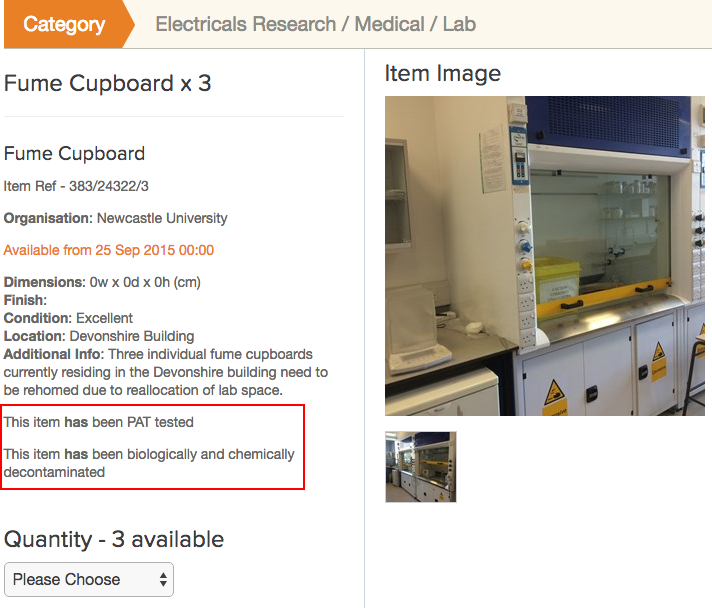 Category
Electricals Research / Medical / Lab
Fume Cupboard x 3
Fume Cupboard
Item Ref - 383/24322/3
Organisation: Newcastle University
Available from 25 Sep 2015 00:00
Dimensions: 0w x 0d x 0h (cm)
Finish:
Condition: Excellent
Location: Devonshire Building
Additional Info: Three individual fume cupboards
currently residing in the Devonshire building need to
be rehomed due to reallocation of lab space.
This item has been PAT tested
This item has been biologically and chemically
decontaminated
Quantity - 3 available
Please Choose
Item Image